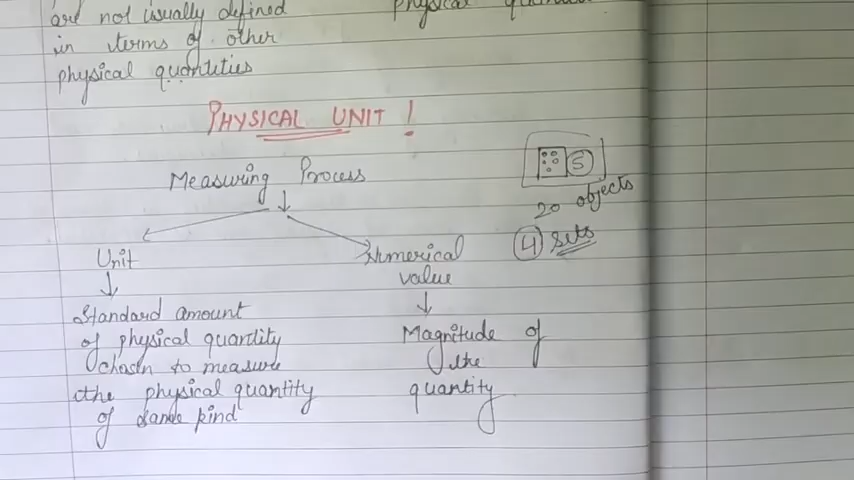 are not usually defined
in terms of other
physical quantities
physical
PHYSICAL UNIT!
Measuring Process
5
20 objects
4 sets
Unit
Standard amount
of physical quantity
chosen to measure
the physical quantity
of same kind
Numerical
value
Magnitude of
the
quantity